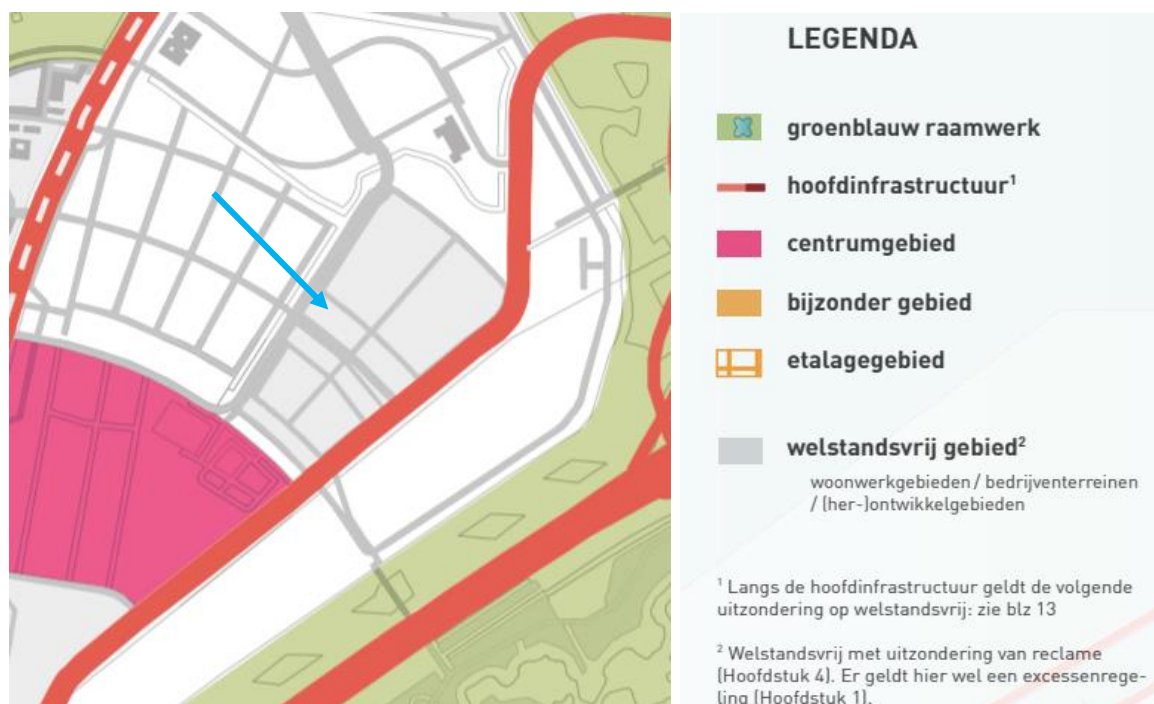 LEGENDA
groenblauw raamwerk
hoofdinfrastructuur¹
centrumgebied
bijzonder gebied
etalagegebied
welstandsvrij gebied²
woonwerkgebieden / bedrijventerreinen
/ (her-)ontwikkelgebieden
¹ Langs de hoofdinfrastructuur geldt de volgende
uitzondering op welstandsvrij: zie blz 13
² Welstandsvrij met uitzondering van reclame
(Hoofdstuk 4). Er geldt hier wel een excessenrege-
ling (Hoofdstuk 1).